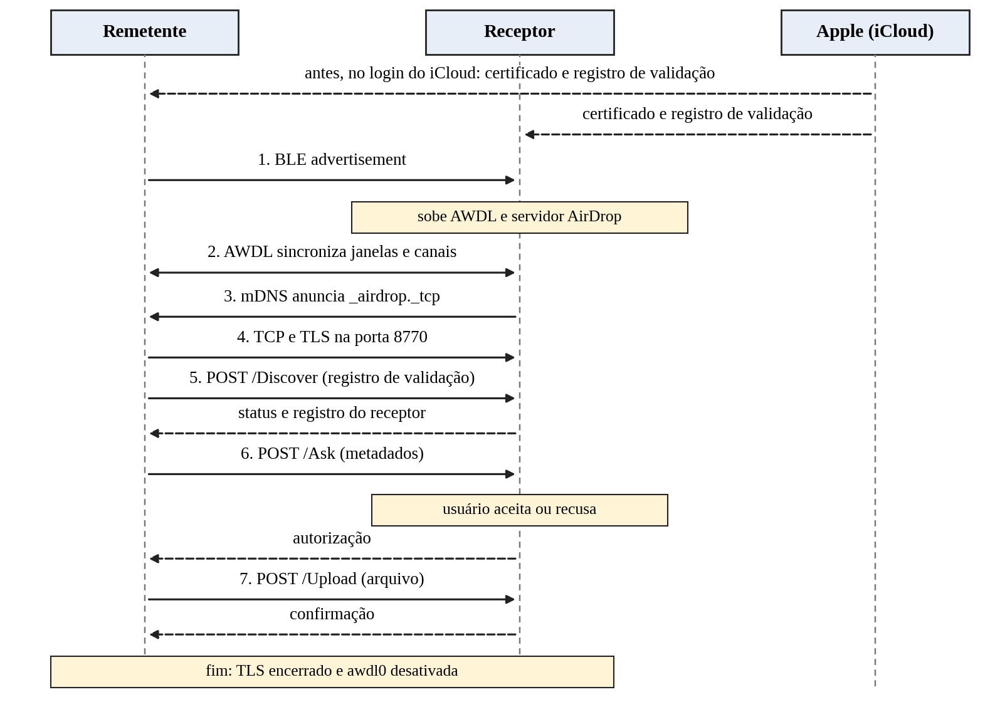 Remetente
Receptor
Apple (iCloud)
antes, no login do iCloud: certificado e registro de validação
certificado e registro de validação
1. BLE advertisement
sobe AWDL e servidor AirDrop
2. AWDL sincroniza janelas e canais
3. mDNS anuncia _airdrop._tcp
4. TCP e TLS na porta 8770
5. POST /Discover (registro de validação)
status e registro do receptor
6. POST /Ask (metadados)
usuário aceita ou recusa
autorização
7. POST /Upload (arquivo)
confirmação
fim: TLS encerrado e awdl0 desativada